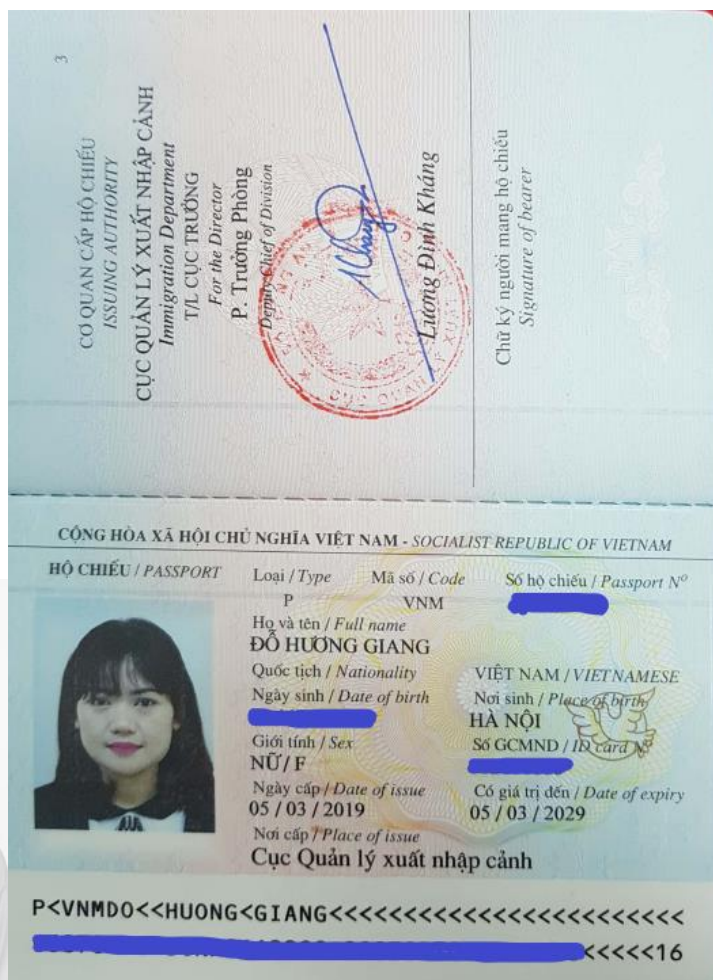 3
CƠ QUAN CẤP HỘ CHIẾU
ISSUING AUTHORITY
CỤC QUẢN LÝ XUẤT NHẬP CẢNH
Immigration Department
T/L CỤC TRƯỞNG
For the Director
P. Trưởng Phòng
Deputy Chief of Division
Lương Đình Kháng
Chữ ký người mang hộ chiếu
Signature of bearer
CỘNG HÒA XÃ HỘI CHỦ NGHĨA VIỆT NAM - SOCIALIST REPUBLIC OF VIETNAM
HỘ CHIẾU / PASSPORT
Loại / Type Mã số / Code Số hộ chiếu / Passport Nº
P VNM
Họ và tên / Full name
ĐỖ HƯƠNG GIANG
Quốc tịch / Nationality VIỆT NAM / VIETNAMESE
Ngày sinh / Date of birth Nơi sinh / Place of birth
HÀ NỘI
Giới tính / Sex Số GCMND / ID card Nº
NỮ / F
Ngày cấp / Date of issue Có giá trị đến / Date of expiry
05 / 03 / 2019 05 / 03 / 2029
Nơi cấp / Place of issue
Cục Quản lý xuất nhập cảnh
P<VNMDO<<HUONG<GIANG<<<<<<<<<<<<<<<<<<<<<<<<
<<<<<16